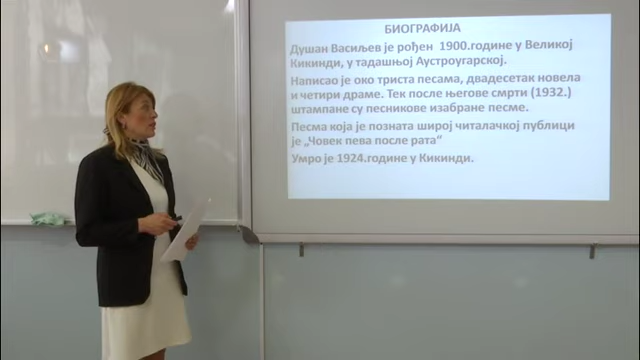 БИОГРАФИЈА
Душан Васиљев је рођен 1900.године у Великој
Кикинди, у тадашњој Аустроугарској.
Написао је око триста песама, двадесетак новела
и четири драме. Тек после његове смрти (1932.)
штампане су песникове изабране песме.
Песма која је позната широј читалачкој публици
је „Човек пева после рата“
Умро је 1924.године у Кикинди.